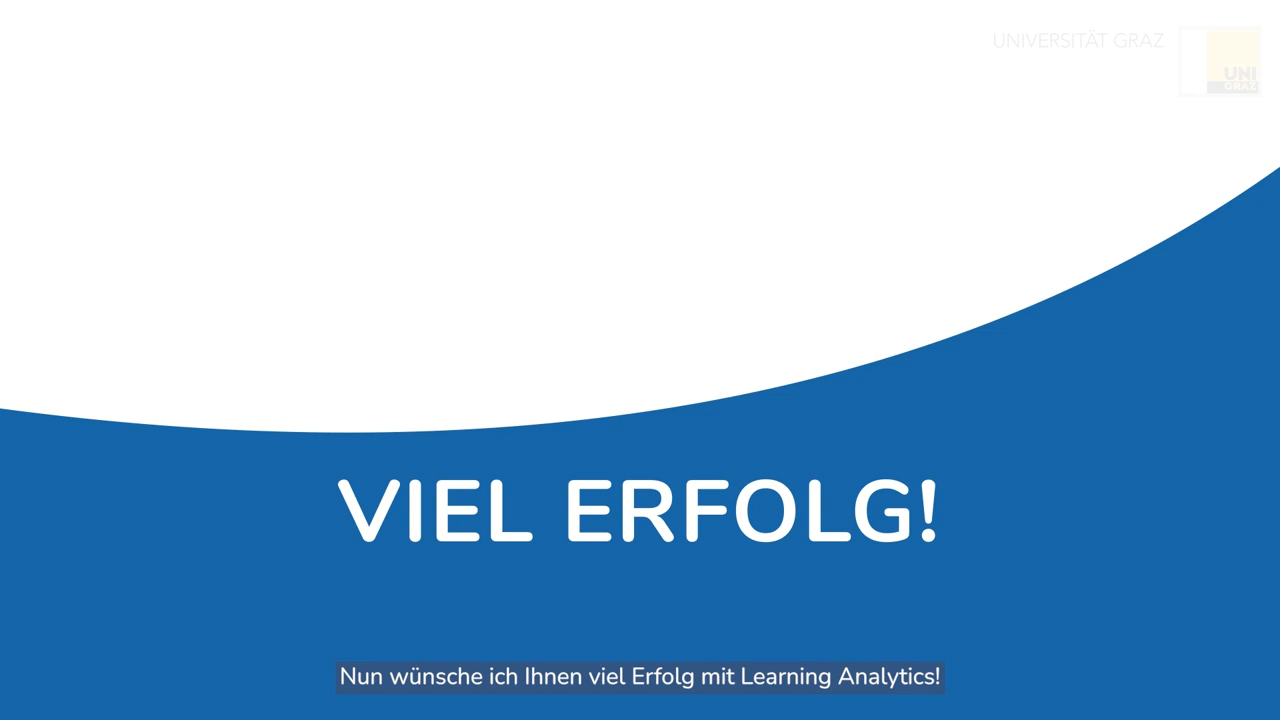 UNIVERSITÄT GRAZ
UNI
GRAZ
VIEL ERFOLG!
Nun wünsche ich Ihnen viel Erfolg mit Learning Analytics!